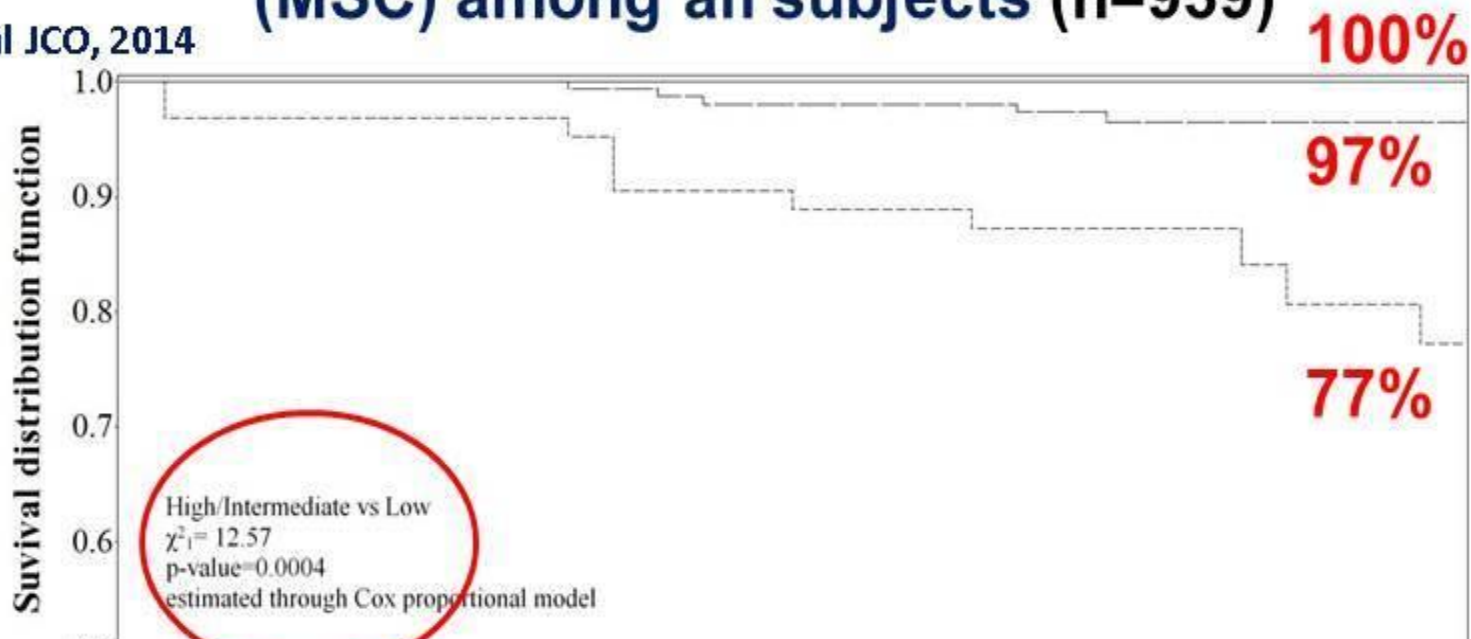 (MSC) among all subjects (n=939)
al JCO, 2014
100%
1.0
97%
0.9
0.8
77%
0.7
0.6
Suvival distribution function
High/Intermediate vs Low
χ²₁= 12.57
p-value=0.0004
estimated through Cox proportional model